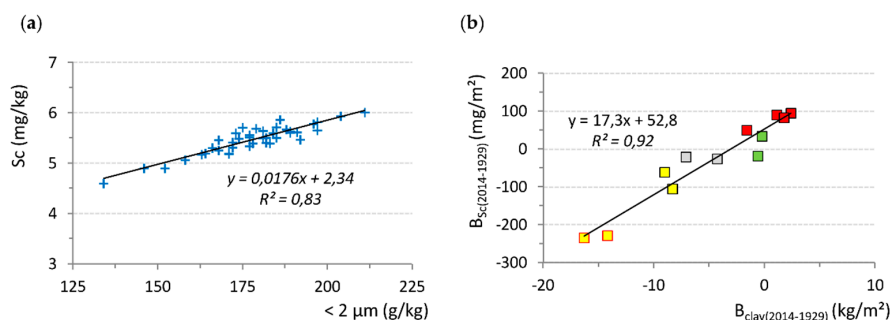 (a)
(b)
7
6
5
4
3
Sc (mg/kg)
y = 0,0176x + 2,34
R² = 0,83
125
150
175
200
225
< 2 µm (g/kg)
200
100
0
-100
-200
-300
B_Sc(2014-1929) (mg/m²)
y = 17,3x + 52,8
R² = 0,92
-20
-10
0
10
B_clay(2014-1929) (kg/m²)